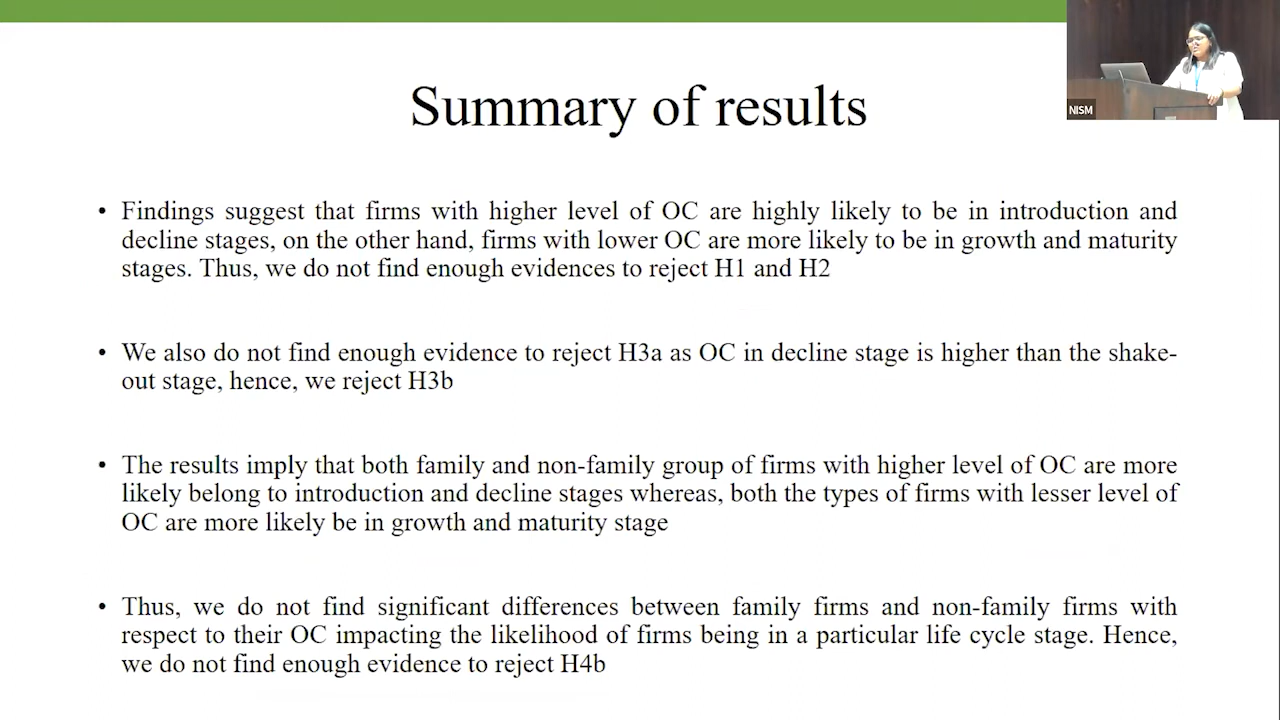 NISM
Summary of results
• Findings suggest that firms with higher level of OC are highly likely to be in introduction and
decline stages, on the other hand, firms with lower OC are more likely to be in growth and maturity
stages. Thus, we do not find enough evidences to reject H1 and H2
• We also do not find enough evidence to reject H3a as OC in decline stage is higher than the shake-
out stage, hence, we reject H3b
• The results imply that both family and non-family group of firms with higher level of OC are more
likely belong to introduction and decline stages whereas, both the types of firms with lesser level of
OC are more likely be in growth and maturity stage
• Thus, we do not find significant differences between family firms and non-family firms with
respect to their OC impacting the likelihood of firms being in a particular life cycle stage. Hence,
we do not find enough evidence to reject H4b